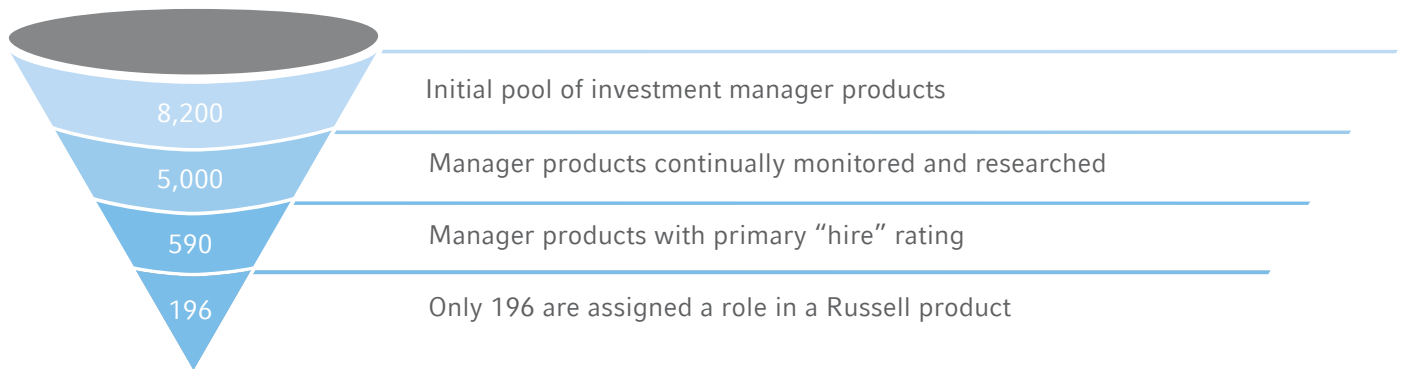 Initial pool of investment manager products
8,200
Manager products continually monitored and researched
5,000
Manager products with primary “hire” rating
590
Only 196 are assigned a role in a Russell product
196